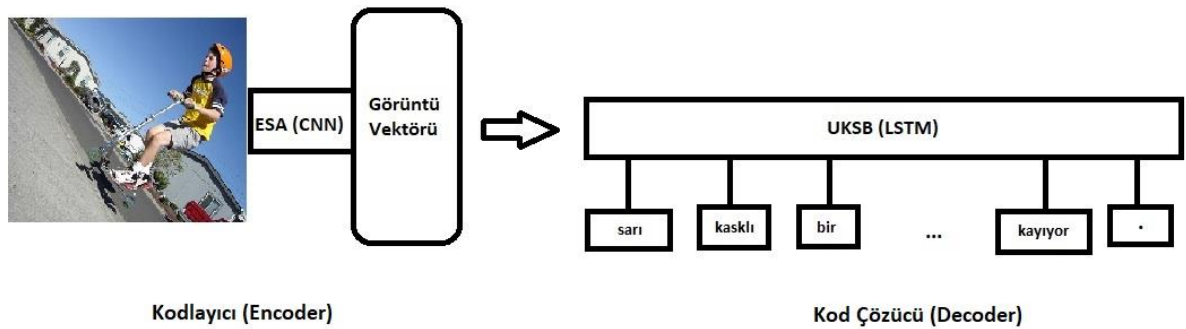 ESA (CNN)
Görüntü
Vektörü
UKSB (LSTM)
sarı
kasklı
bir
...
kayıyor
.
Kodlayıcı (Encoder)
Kod Çözücü (Decoder)